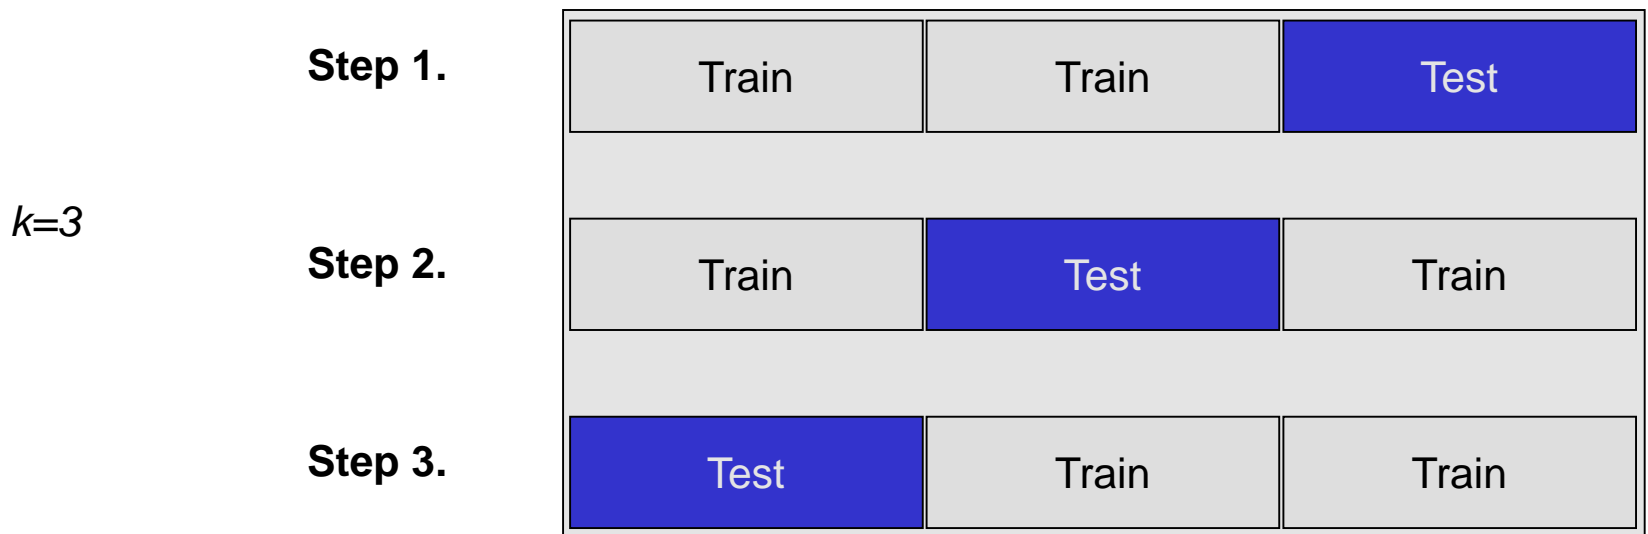 Step 1. Train Train Test
k=3
Step 2. Train Test Train
Step 3. Test Train Train